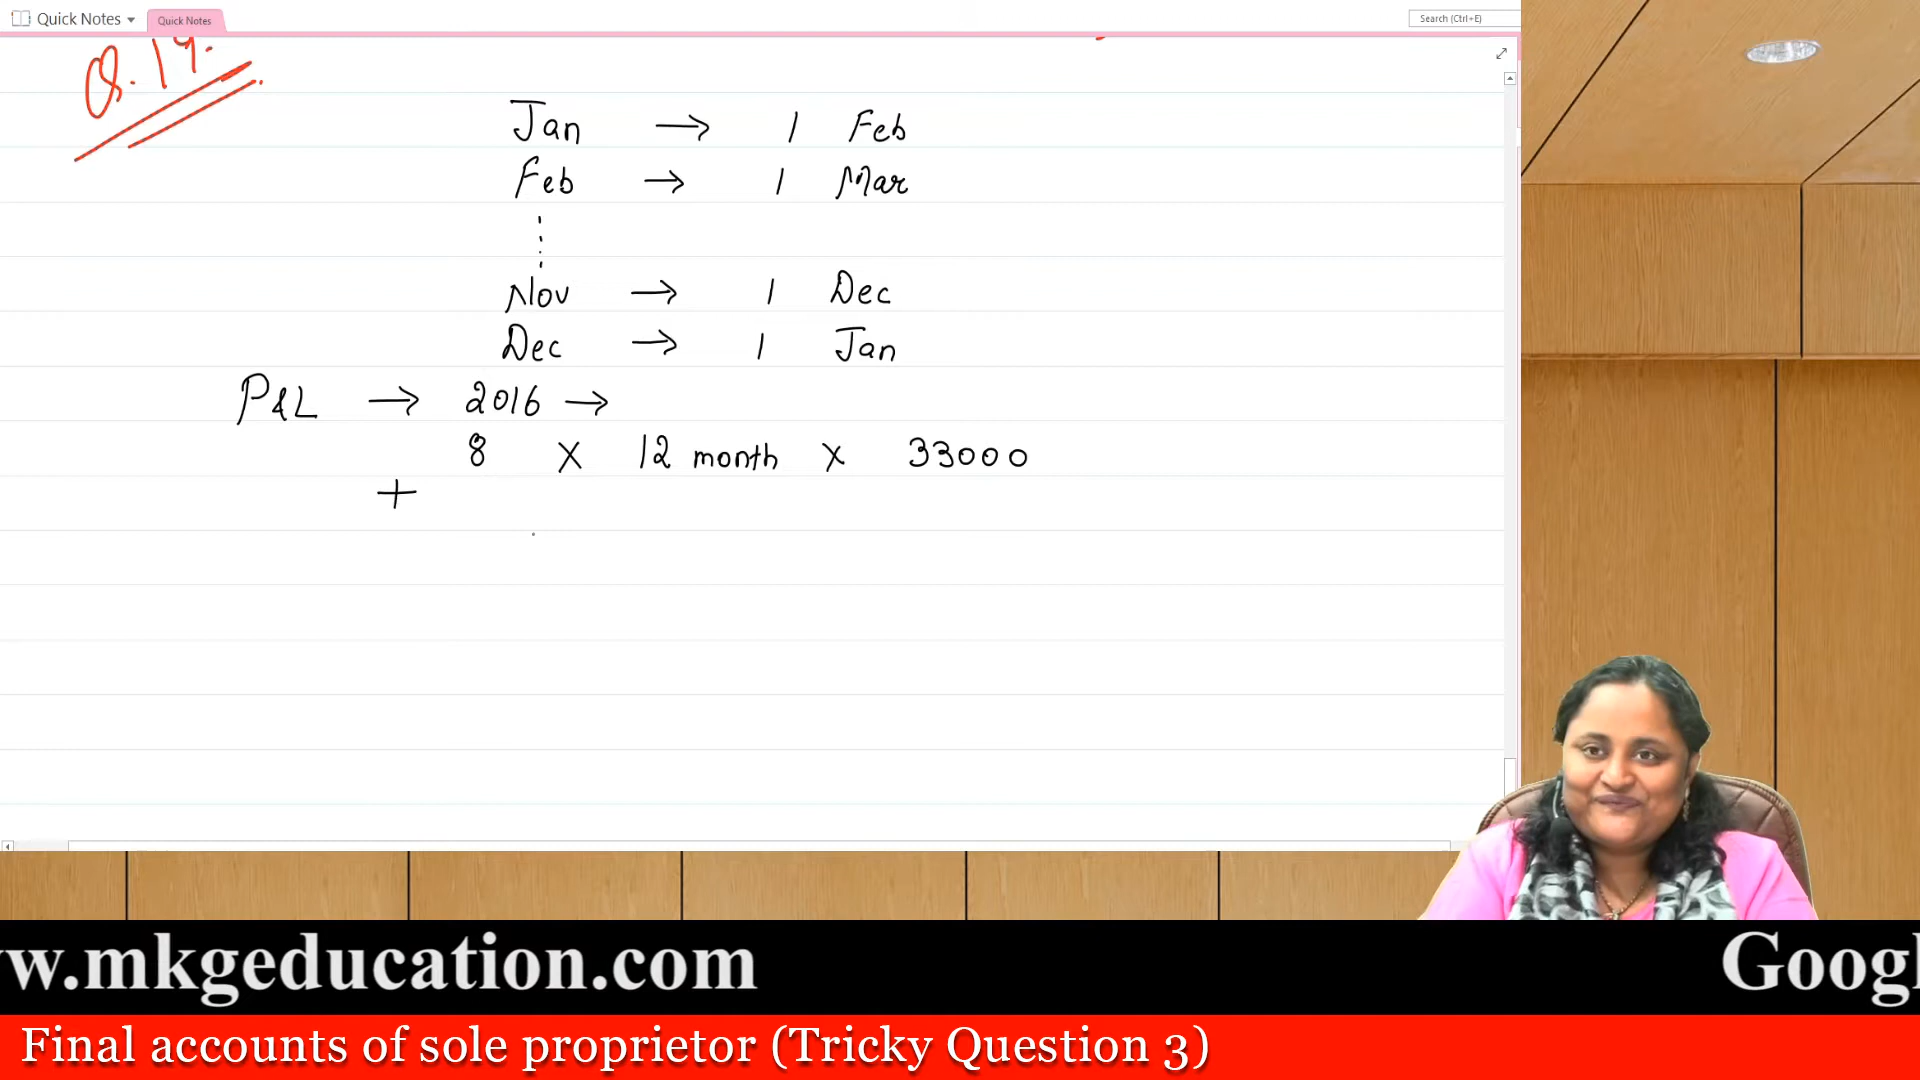 Quick Notes
Quick Notes
Search (Ctrl+E)
Q. 19.
Jan → 1 Feb
Feb → 1 Mar
Nov → 1 Dec
Dec → 1 Jan
P&L → 2016 →
8 X 12 month X 33000
+
w.mkgeducation.com
Googl
Final accounts of sole proprietor (Tricky Question 3)